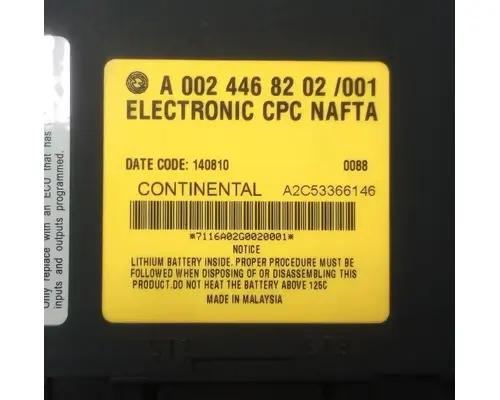 A 002 446 82 02 /001
ELECTRONIC CPC NAFTA
DATE CODE: 140810 0088
CONTINENTAL A2C53366146
*7116A02G0020001*
NOTICE
LITHIUM BATTERY INSIDE. PROPER PROCEDURE MUST BE
FOLLOWED WHEN DISPOSING OF OR DISASSEMBLING THIS
PRODUCT.DO NOT HEAT THE BATTERY ABOVE 125C
MADE IN MALAYSIA
Only replace with an ECU that has
inputs and outputs programmed.